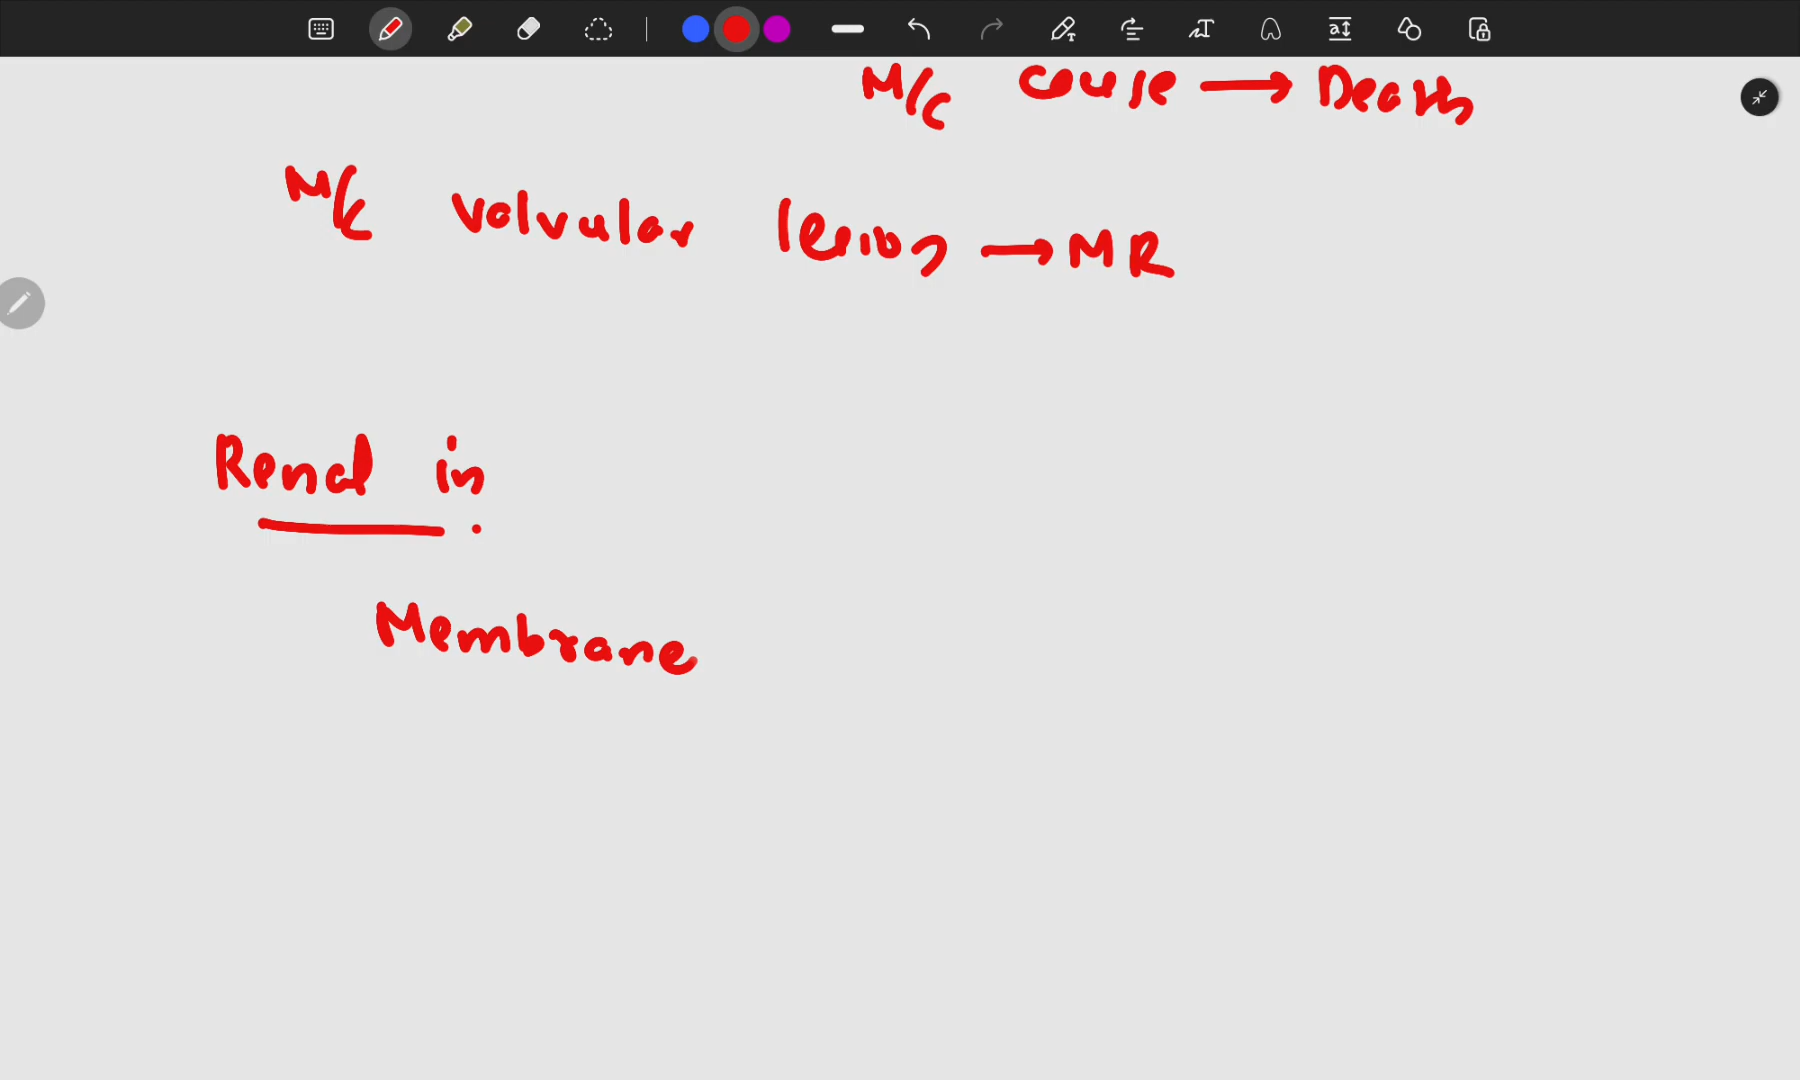 M/C cause → Death
M/C valvular lesion → MR
Renal in
Membrane